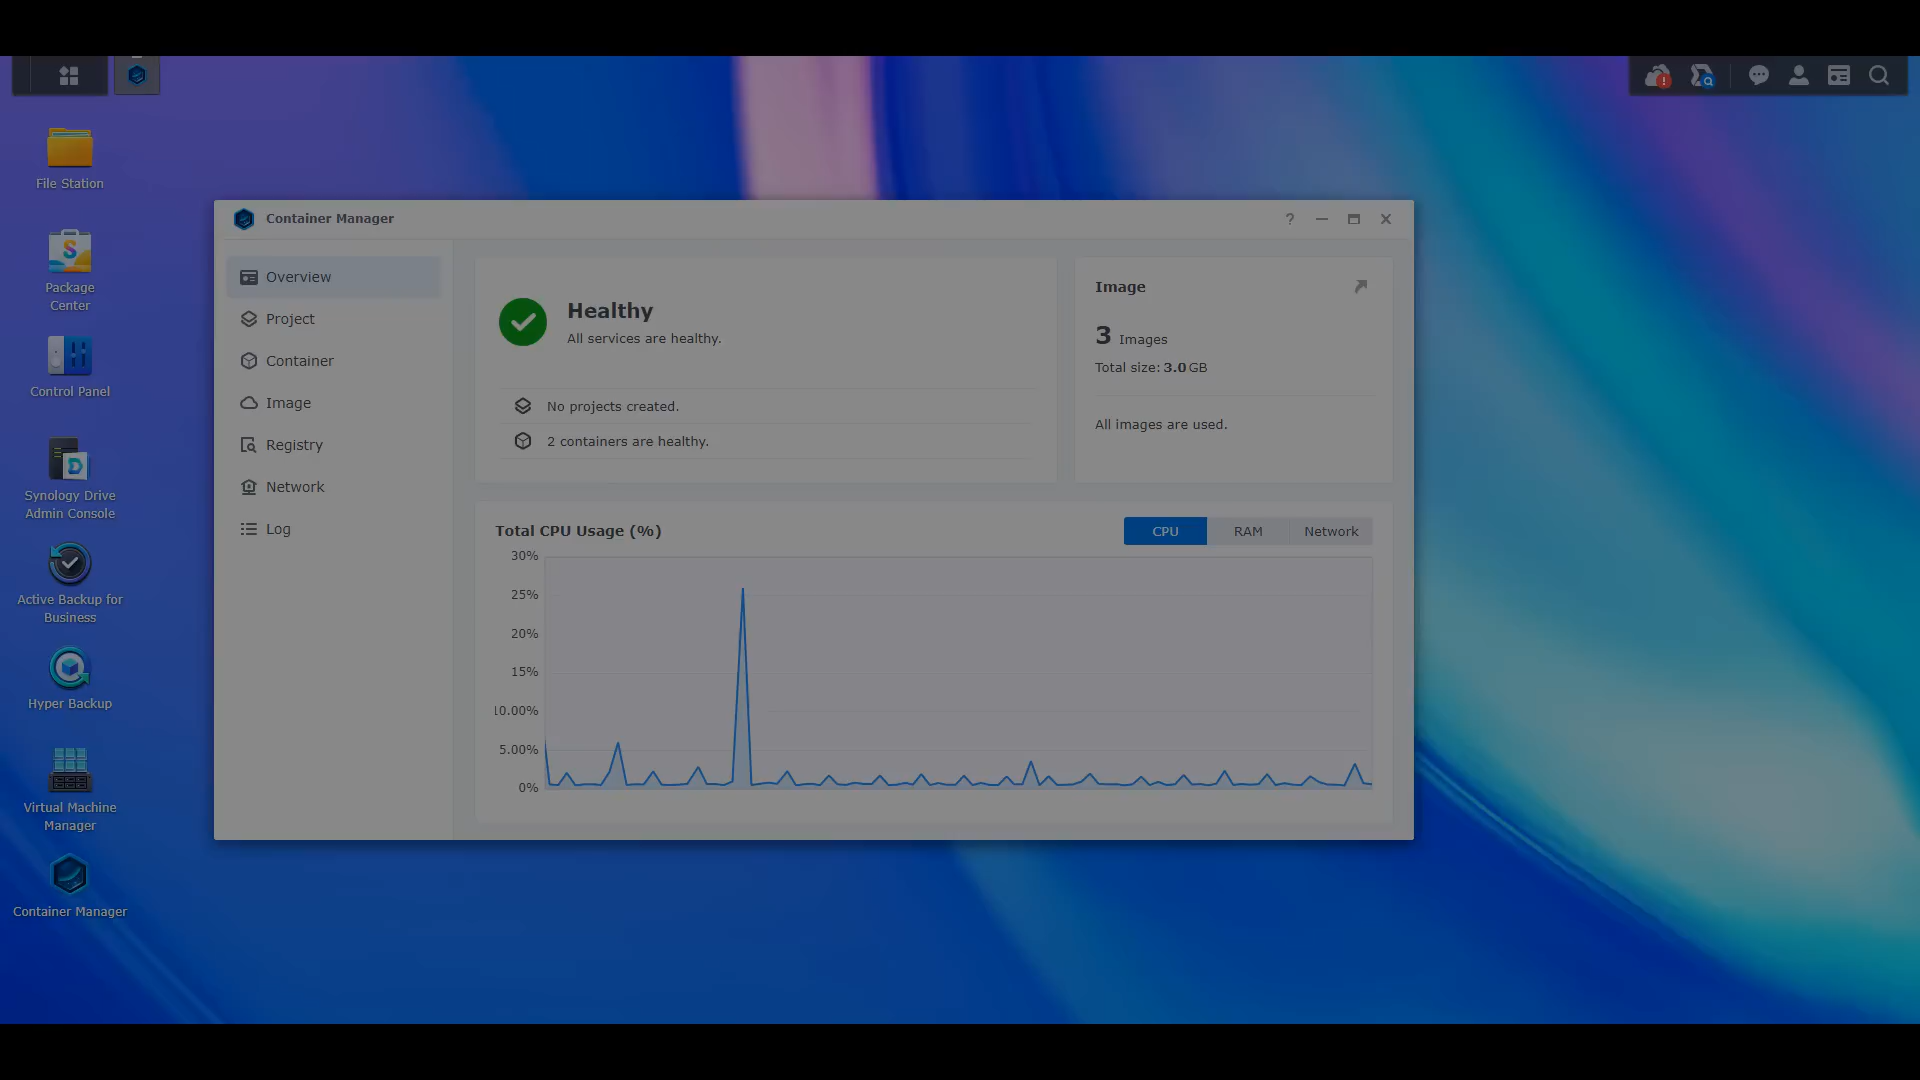 File Station
Package
Center
Control Panel
Synology Drive
Admin Console
Active Backup for
Business
Hyper Backup
Virtual Machine
Manager
Container Manager
Container Manager
?
Overview
Project
Container
Image
Registry
Network
Log
Healthy
All services are healthy.
No projects created.
2 containers are healthy.
Image
3 Images
Total size: 3.0 GB
All images are used.
Total CPU Usage (%)
CPU RAM Network
30%
25%
20%
15%
10.00%
5.00%
0%